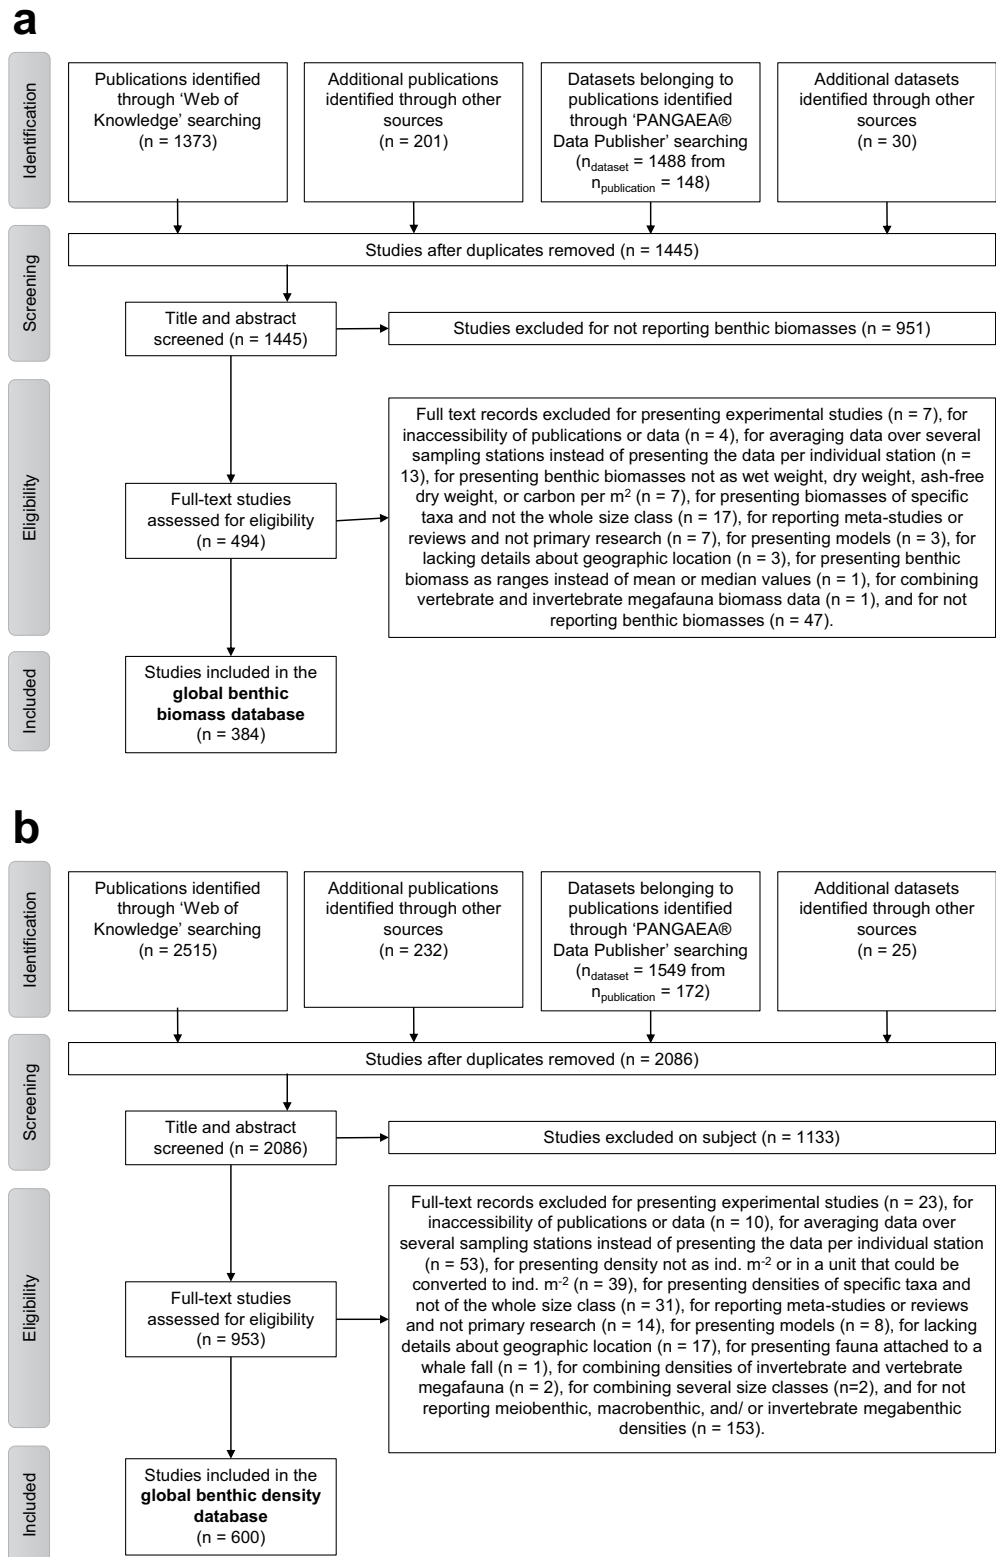 a
Identification
Publications identified
through ‘Web of
Knowledge’ searching
(n = 1373)
Additional publications
identified through other
sources
(n = 201)
Datasets belonging to
publications identified
through ‘PANGAEA®
Data Publisher’ searching
(n_dataset = 1488 from
n_publication = 148)
Additional datasets
identified through other
sources
(n = 30)
Screening
Studies after duplicates removed (n = 1445)
Title and abstract
screened (n = 1445)
Studies excluded for not reporting benthic biomasses (n = 951)
Eligibility
Full-text studies
assessed for eligibility
(n = 494)
Full text records excluded for presenting experimental studies (n = 7), for
inaccessibility of publications or data (n = 4), for averaging data over several
sampling stations instead of presenting the data per individual station (n =
13), for presenting benthic biomasses not as wet weight, dry weight, ash-free
dry weight, or carbon per m² (n = 7), for presenting biomasses of specific
taxa and not the whole size class (n = 17), for reporting meta-studies or
reviews and not primary research (n = 7), for presenting models (n = 3), for
lacking details about geographic location (n = 3), for presenting benthic
biomass as ranges instead of mean or median values (n = 1), for combining
vertebrate and invertebrate megafauna biomass data (n = 1), and for not
reporting benthic biomasses (n = 47).
Included
Studies included in the
global benthic
biomass database
(n = 384)
b
Identification
Publications identified
through ‘Web of
Knowledge’ searching
(n = 2515)
Additional publications
identified through other
sources
(n = 232)
Datasets belonging to
publications identified
through ‘PANGAEA®
Data Publisher’ searching
(n_dataset = 1549 from
n_publication = 172)
Additional datasets
identified through other
sources
(n = 25)
Screening
Studies after duplicates removed (n = 2086)
Title and abstract
screened (n = 2086)
Studies excluded on subject (n = 1133)
Eligibility
Full-text studies
assessed for eligibility
(n = 953)
Full-text records excluded for presenting experimental studies (n = 23), for
inaccessibility of publications or data (n = 10), for averaging data over
several sampling stations instead of presenting the data per individual station
(n = 53), for presenting density not as ind. m⁻² or in a unit that could be
converted to ind. m⁻² (n = 39), for presenting densities of specific taxa and
not of the whole size class (n = 31), for reporting meta-studies or reviews
and not primary research (n = 14), for presenting models (n = 8), for lacking
details about geographic location (n = 17), for presenting fauna attached to a
whale fall (n = 1), for combining densities of invertebrate and vertebrate
megafauna (n = 2), for combining several size classes (n=2), and for not
reporting meiobenthic, macrobenthic, and/ or invertebrate megabenthic
densities (n = 153).
Included
Studies included in the
global benthic density
database
(n = 600)